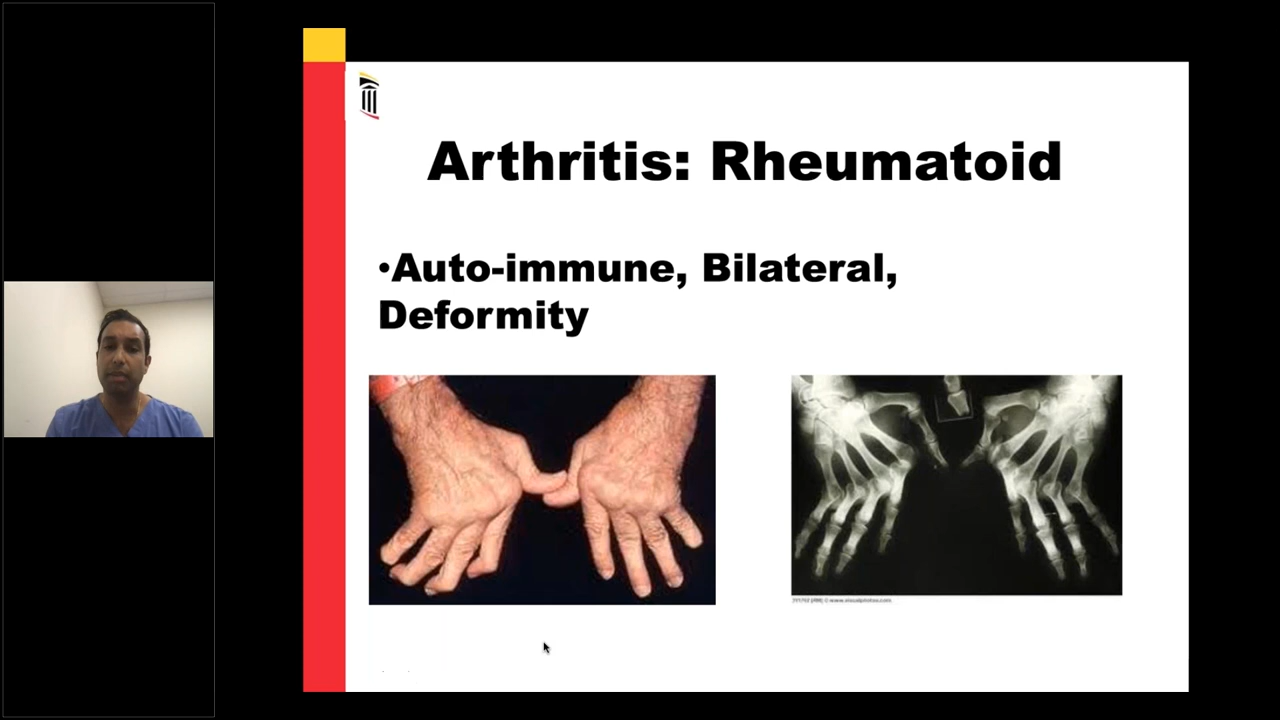 Arthritis: Rheumatoid
•Auto-immune, Bilateral,
Deformity